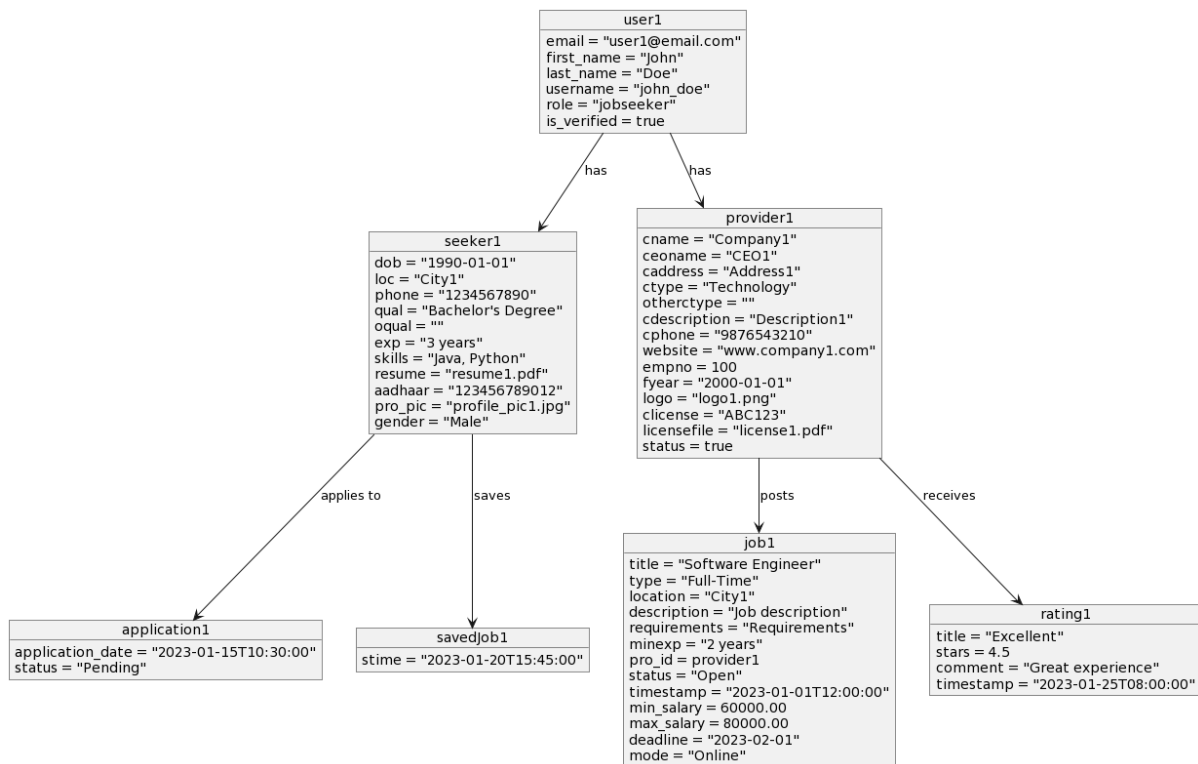 user1
email = "user1@email.com"
first_name = "John"
last_name = "Doe"
username = "john_doe"
role = "jobseeker"
is_verified = true
has
has
seeker1
dob = "1990-01-01"
loc = "City1"
phone = "1234567890"
qual = "Bachelor's Degree"
oqual = ""
exp = "3 years"
skills = "Java, Python"
resume = "resume1.pdf"
aadhaar = "123456789012"
pro_pic = "profile_pic1.jpg"
gender = "Male"
provider1
cname = "Company1"
ceoname = "CEO1"
caddress = "Address1"
ctype = "Technology"
otherctype = ""
cdescription = "Description1"
cphone = "9876543210"
website = "www.company1.com"
empno = 100
fyear = "2000-01-01"
logo = "logo1.png"
clicense = "ABC123"
licensefile = "license1.pdf"
status = true
applies to
saves
posts
receives
application1
application_date = "2023-01-15T10:30:00"
status = "Pending"
savedJob1
stime = "2023-01-20T15:45:00"
job1
title = "Software Engineer"
type = "Full-Time"
location = "City1"
description = "Job description"
requirements = "Requirements"
minexp = "2 years"
pro_id = provider1
status = "Open"
timestamp = "2023-01-01T12:00:00"
min_salary = 60000.00
max_salary = 80000.00
deadline = "2023-02-01"
mode = "Online"
rating1
title = "Excellent"
stars = 4.5
comment = "Great experience"
timestamp = "2023-01-25T08:00:00"